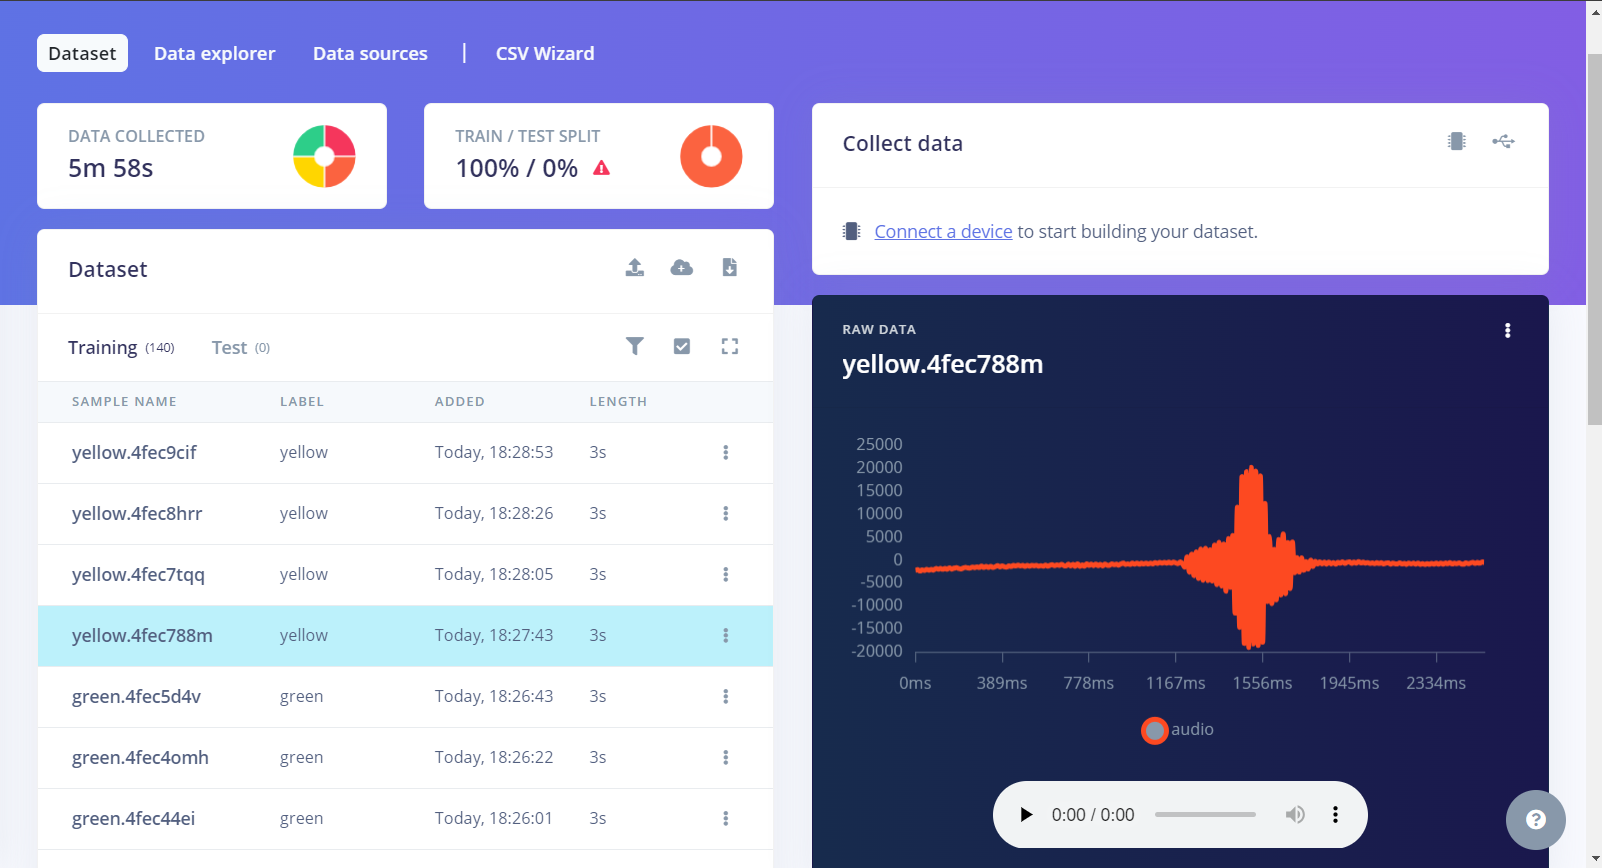 Dataset Data explorer Data sources | CSV Wizard
DATA COLLECTED
5m 58s
TRAIN / TEST SPLIT
100% / 0%
Collect data
Connect a device to start building your dataset.
Dataset
Training (140) Test (0)
SAMPLE NAME LABEL ADDED LENGTH
yellow.4fec9cif yellow Today, 18:28:53 3s
yellow.4fec8hrr yellow Today, 18:28:26 3s
yellow.4fec7tqq yellow Today, 18:28:05 3s
yellow.4fec788m yellow Today, 18:27:43 3s
green.4fec5d4v green Today, 18:26:43 3s
green.4fec4omh green Today, 18:26:22 3s
green.4fec44ei green Today, 18:26:01 3s
RAW DATA
yellow.4fec788m
25000
20000
15000
10000
5000
0
-5000
-10000
-15000
-20000
0ms 389ms 778ms 1167ms 1556ms 1945ms 2334ms
audio
0:00 / 0:00
?